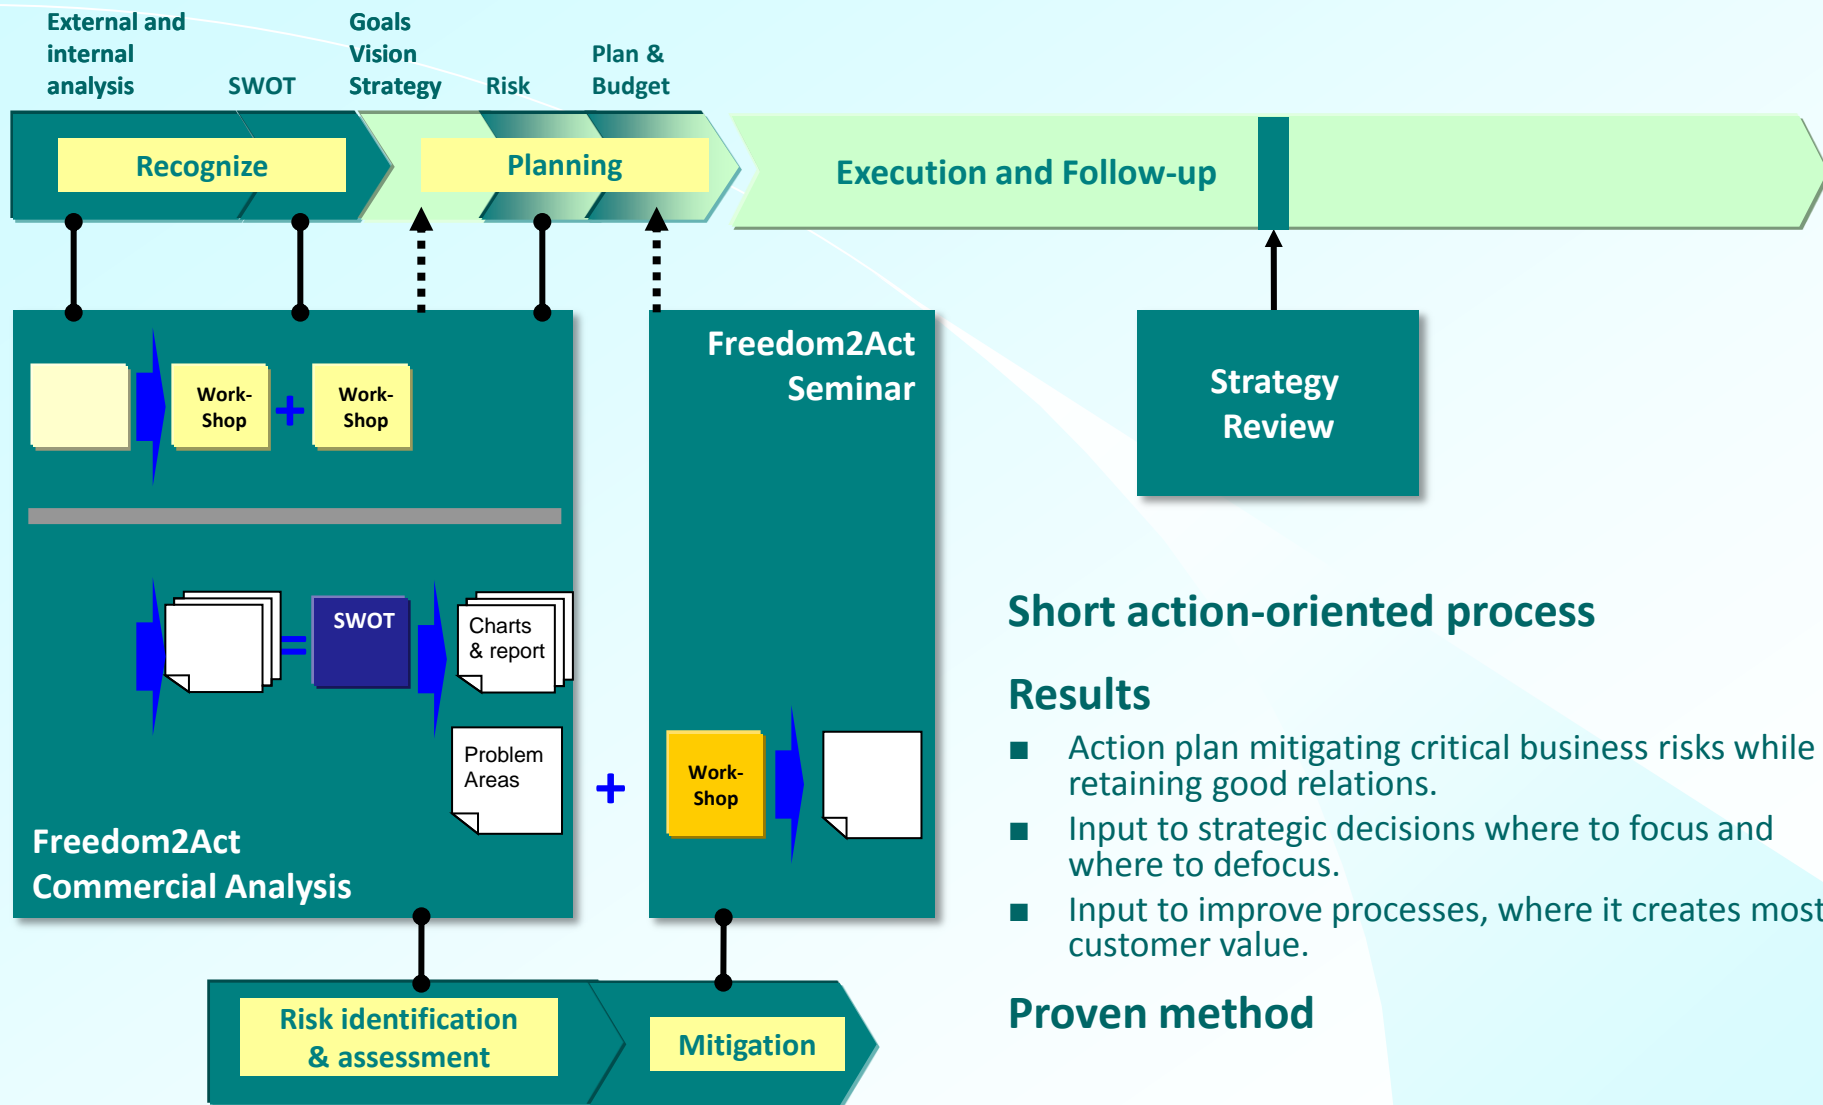 External and
internal
analysis
SWOT
Goals
Vision
Strategy
Risk
Plan &
Budget
Recognize
Planning
Execution and Follow-up
Work-
Shop
+
Work-
Shop
Freedom2Act
Seminar
Strategy
Review
=
SWOT
Charts
& report
Problem
Areas
+
Work-
Shop
Freedom2Act
Commercial Analysis
Risk identification
& assessment
Mitigation
Short action-oriented process
Results
■ Action plan mitigating critical business risks while
retaining good relations.
■ Input to strategic decisions where to focus and
where to defocus.
■ Input to improve processes, where it creates most
customer value.
Proven method